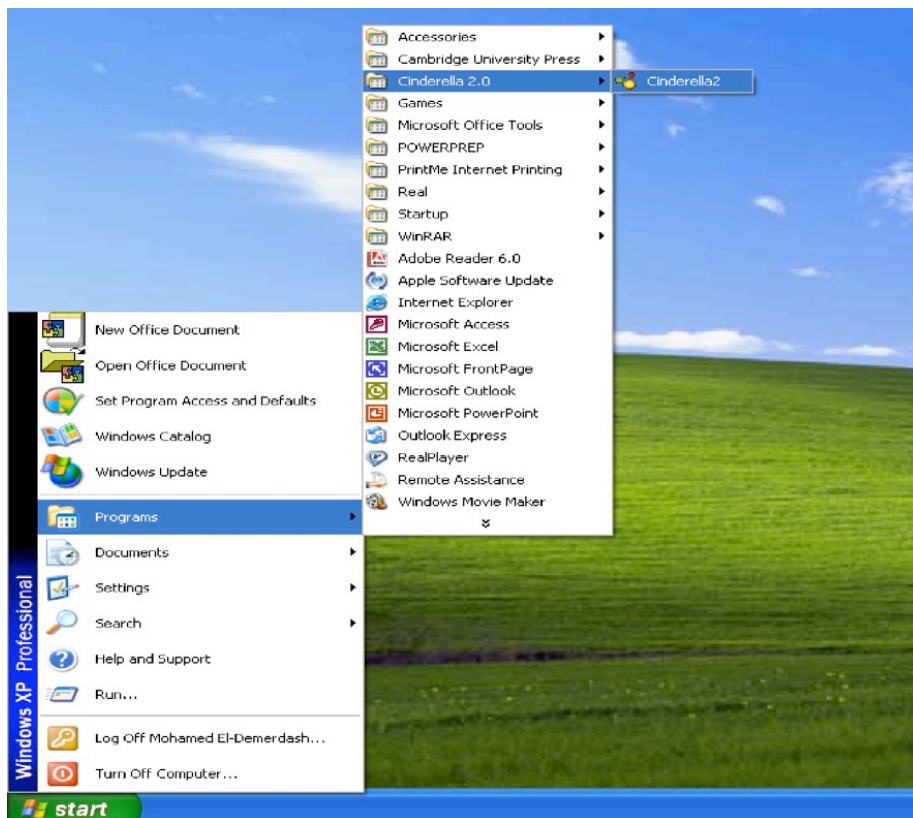 Accessories
Cambridge University Press
Cinderella 2.0
Cinderella2
Games
Microsoft Office Tools
POWERPREP
PrintMe Internet Printing
Real
Startup
WinRAR
Adobe Reader 6.0
Apple Software Update
Internet Explorer
Microsoft Access
Microsoft Excel
Microsoft FrontPage
Microsoft Outlook
Microsoft PowerPoint
Outlook Express
RealPlayer
Remote Assistance
Windows Movie Maker
New Office Document
Open Office Document
Set Program Access and Defaults
Windows Catalog
Windows Update
Programs
Documents
Settings
Search
Help and Support
Run...
Log Off Mohamed El-Demerdash...
Turn Off Computer...
Windows XP Professional
start